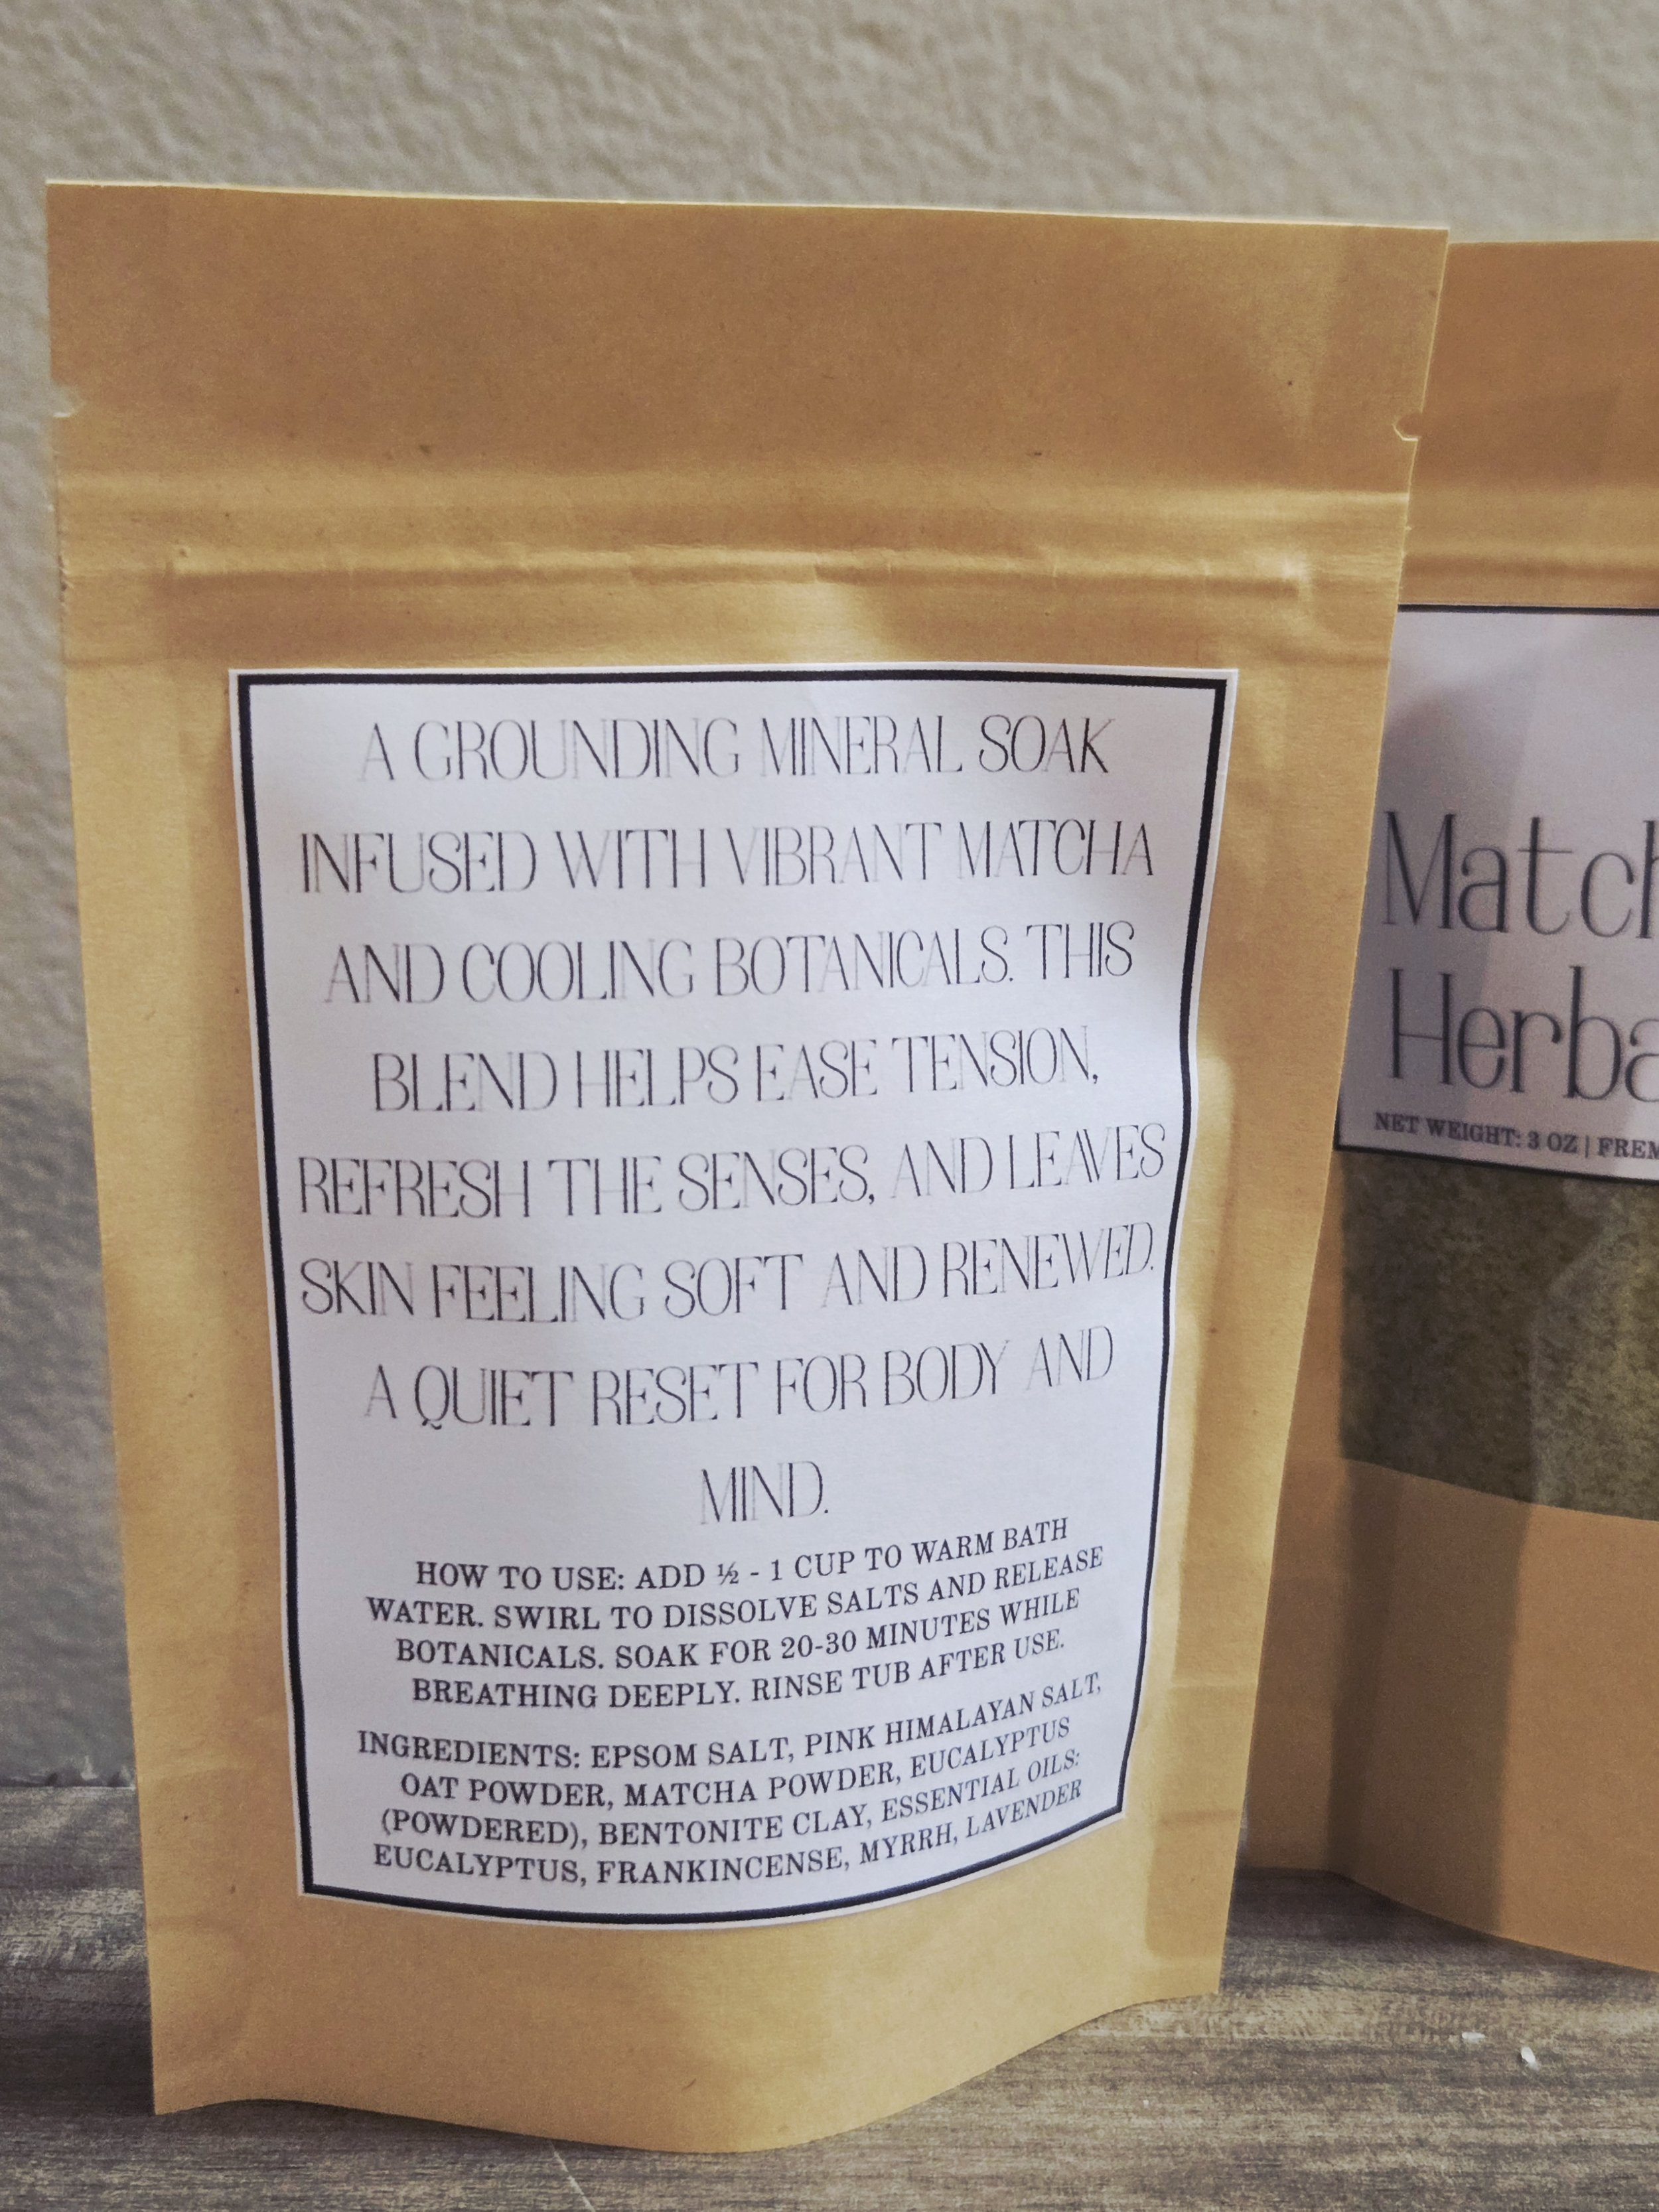 A GROUNDING MINERAL SOAK
INFUSED WITH VIBRANT MATCHA
AND COOLING BOTANICALS. THIS
BLEND HELPS EASE TENSION,
REFRESH THE SENSES, AND LEAVES
SKIN FEELING SOFT AND RENEWED.
A QUIET RESET FOR BODY AND
MIND.
HOW TO USE: ADD ½ - 1 CUP TO WARM BATH
WATER. SWIRL TO DISSOLVE SALTS AND RELEASE
BOTANICALS. SOAK FOR 20-30 MINUTES WHILE
BREATHING DEEPLY. RINSE TUB AFTER USE.
INGREDIENTS: EPSOM SALT, PINK HIMALAYAN SALT,
OAT POWDER, MATCHA POWDER, EUCALYPTUS
(POWDERED), BENTONITE CLAY, ESSENTIAL OILS:
EUCALYPTUS, FRANKINCENSE, MYRRH, LAVENDER
Match
Herba
NET WEIGHT: 3 OZ | FREM